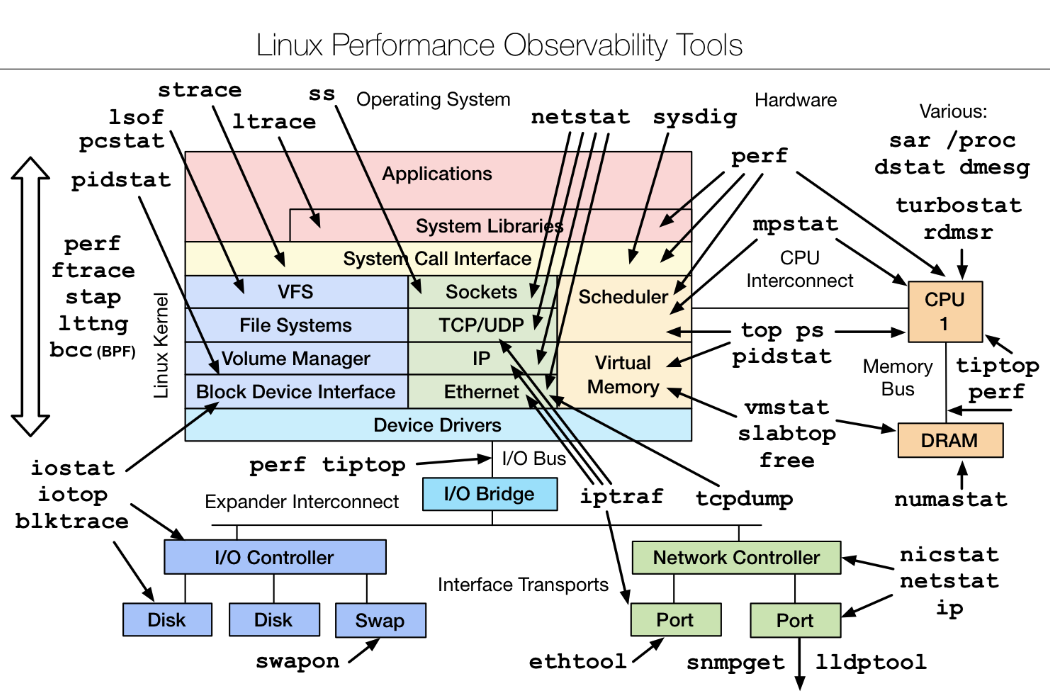 Linux Performance Observability Tools
strace
ss
Operating System
Hardware
Various:
lsof
pcstat
ltrace
netstat
sysdig
sar /proc
dstat dmesg
perf
pidstat
Applications
turbostat
rdmsr
System Libraries
mpstat
perf
ftrace
stap
lttng
bcc (BPF)
Linux Kernel
System Call Interface
CPU
Interconnect
VFS
Sockets
Scheduler
CPU
1
File Systems
TCP/UDP
top ps
pidstat
Volume Manager
IP
Virtual
Memory
Memory
Bus
tiptop
perf
Block Device Interface
Ethernet
vmstat
slabtop
free
Device Drivers
DRAM
iostat
iotop
blktrace
perf tiptop
I/O Bus
I/O Bridge
iptraf
tcpdump
numastat
Expander Interconnect
I/O Controller
Network Controller
nicstat
netstat
ip
Interface Transports
Disk
Disk
Swap
Port
Port
swapon
ethtool
snmpget
lldptool